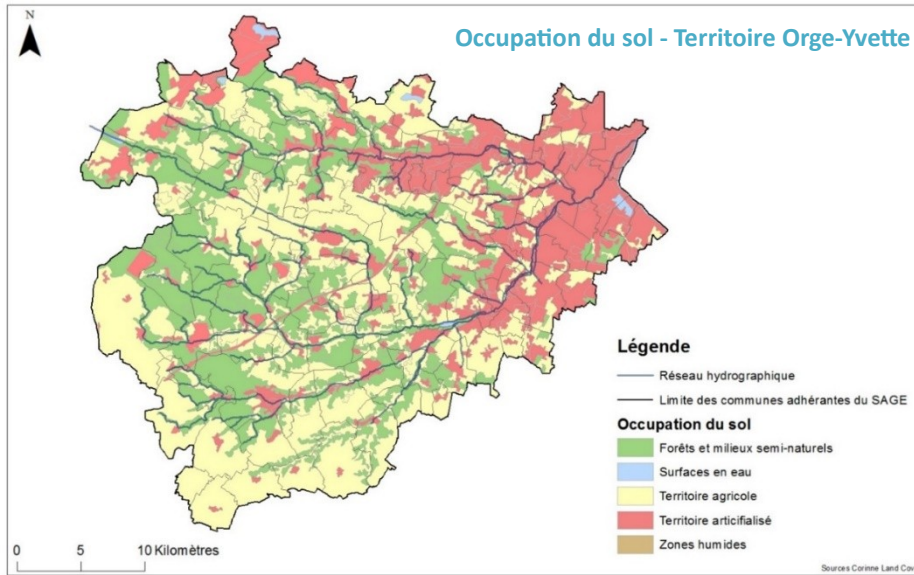 N
Occupation du sol - Territoire Orge-Yvette
Légende
Réseau hydrographique
Limite des communes adhérantes du SAGE
Occupation du sol
Forêts et milieux semi-naturels
Surfaces en eau
Territoire agricole
Territoire articifialisé
Zones humides
0 5 10 Kilomètres
Sources Corinne Land Cov